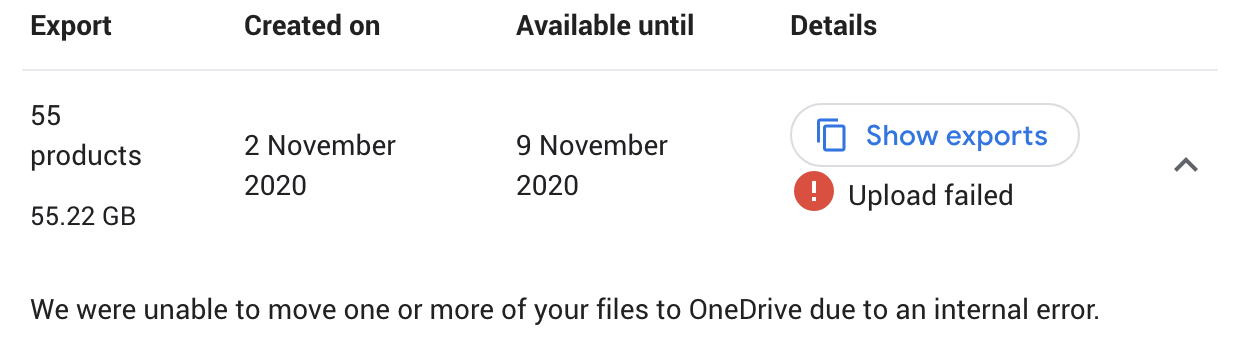 Export Created on Available until Details
55
products
55.22 GB
2 November
2020
9 November
2020
Show exports
! Upload failed
We were unable to move one or more of your files to OneDrive due to an internal error.